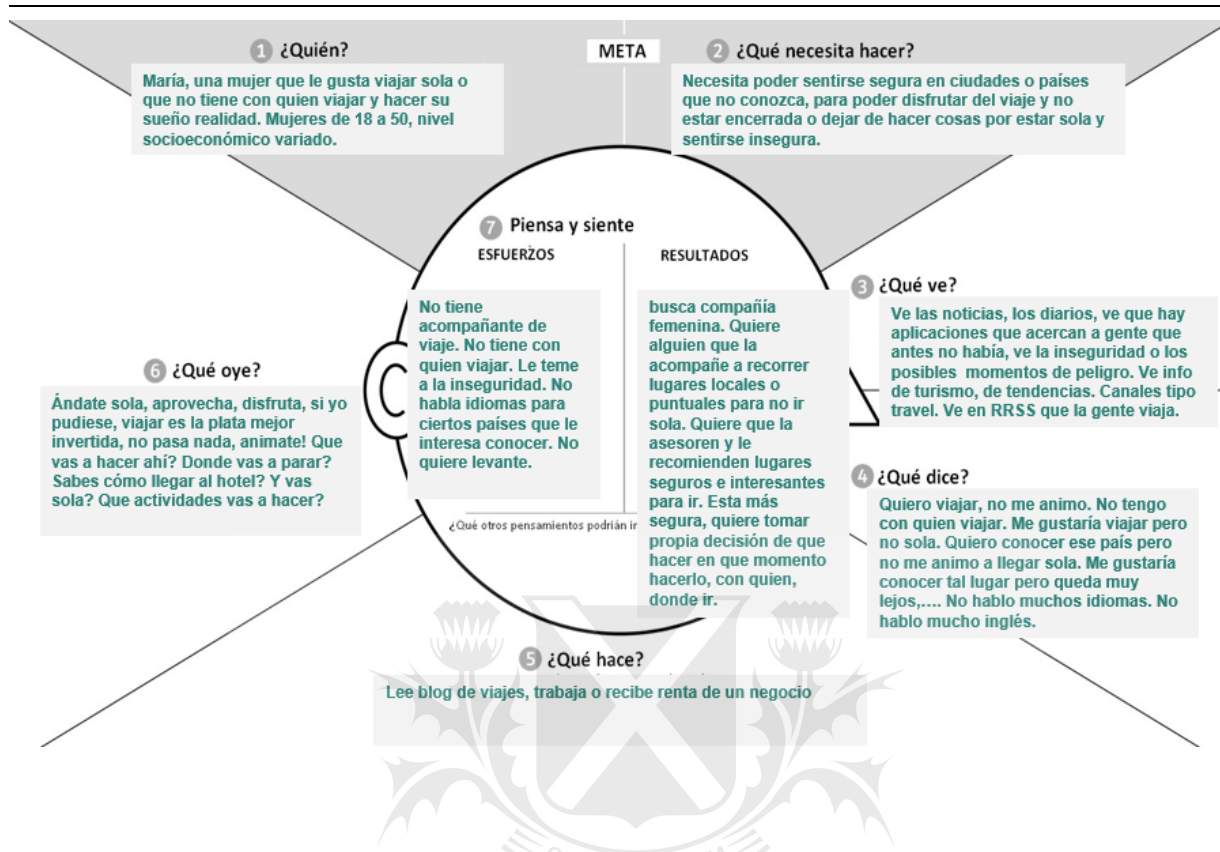 1 ¿Quién?
META
2 ¿Qué necesita hacer?
María, una mujer que le gusta viajar sola o
que no tiene con quien viajar y hacer su
sueño realidad. Mujeres de 18 a 50, nivel
socioeconómico variado.
Necesita poder sentirse segura en ciudades o países
que no conozca, para poder disfrutar del viaje y no
estar encerrada o dejar de hacer cosas por estar sola y
sentirse insegura.
7 Piensa y siente
ESFUERZOS
No tiene
acompañante de
viaje. No tiene con
quien viajar. Le teme
a la inseguridad. No
habla idiomas para
ciertos países que le
interesa conocer. No
quiere levante.
RESULTADOS
busca compañía
femenina. Quiere
alguien que la
acompañe a recorrer
lugares locales o
puntuales para no ir
sola. Quiere que la
asesoren y le
recomienden lugares
seguros e interesantes
para ir. Esta más
segura, quiere tomar
propia decisión de que
hacer en que momento
hacerlo, con quien,
donde ir.
¿Qué otros pensamientos podrían
3 ¿Qué ve?
Ve las noticias, los diarios, ve que hay
aplicaciones que acercan a gente que
antes no había, ve la inseguridad o los
posibles momentos de peligro. Ve info
de turismo, de tendencias. Canales tipo
travel. Ve en RRSS que la gente viaja.
4 ¿Qué dice?
Quiero viajar, no me animo. No tengo
con quien viajar. Me gustaría viajar pero
no sola. Quiero conocer ese país pero
no me animo a llegar sola. Me gustaría
conocer tal lugar pero queda muy
lejos,.... No hablo muchos idiomas. No
hablo mucho inglés.
5 ¿Qué hace?
Lee blog de viajes, trabaja o recibe renta de un negocio
6 ¿Qué oye?
Ándate sola, aprovecha, disfruta, si yo
pudiese, viajar es la plata mejor
invertida, no pasa nada, animate! Que
vas a hacer ahí? Donde vas a parar?
Sabes cómo llegar al hotel? Y vas
sola? Que actividades vas a hacer?